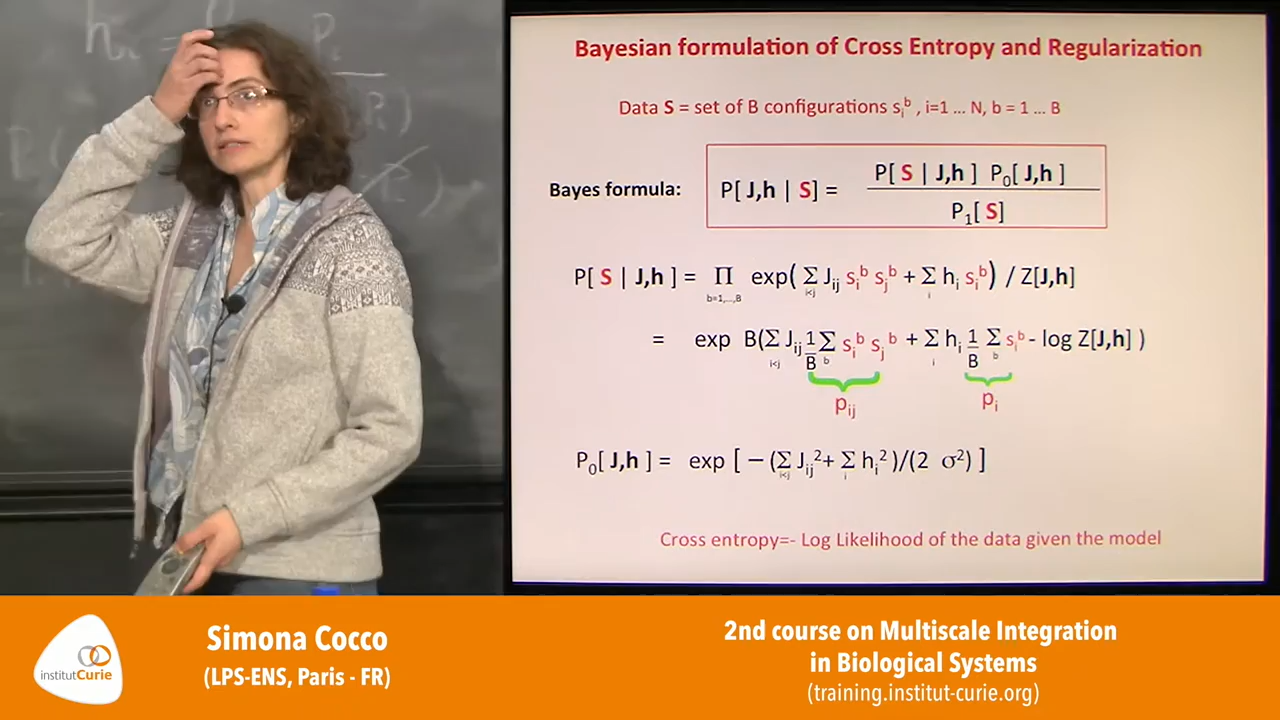 Bayesian formulation of Cross Entropy and Regularization
Data S = set of B configurations sᵢᵇ , i=1 ... N, b = 1 ... B
Bayes formula: P[ J,h | S] = P[ S | J,h ] P₀[ J,h ]
P₁[ S]
P[ S | J,h ] = Π exp( Σ Jᵢⱼ sᵢᵇ sⱼᵇ + Σ hᵢ sᵢᵇ) / Z[J,h]
b=1,...,B i<j i
= exp B(Σ Jᵢⱼ 1/B Σ sᵢᵇ sⱼᵇ + Σ hᵢ 1/B Σ sᵢᵇ - log Z[J,h] )
i<j b i b
pᵢⱼ pᵢ
P₀[ J,h ] = exp [ − (Σ Jᵢⱼ²+ Σ hᵢ² )/(2 σ²) ]
i<j i
Cross entropy=- Log Likelihood of the data given the model
institutCurie
Simona Cocco
(LPS-ENS, Paris - FR)
2nd course on Multiscale Integration
in Biological Systems
(training.institut-curie.org)